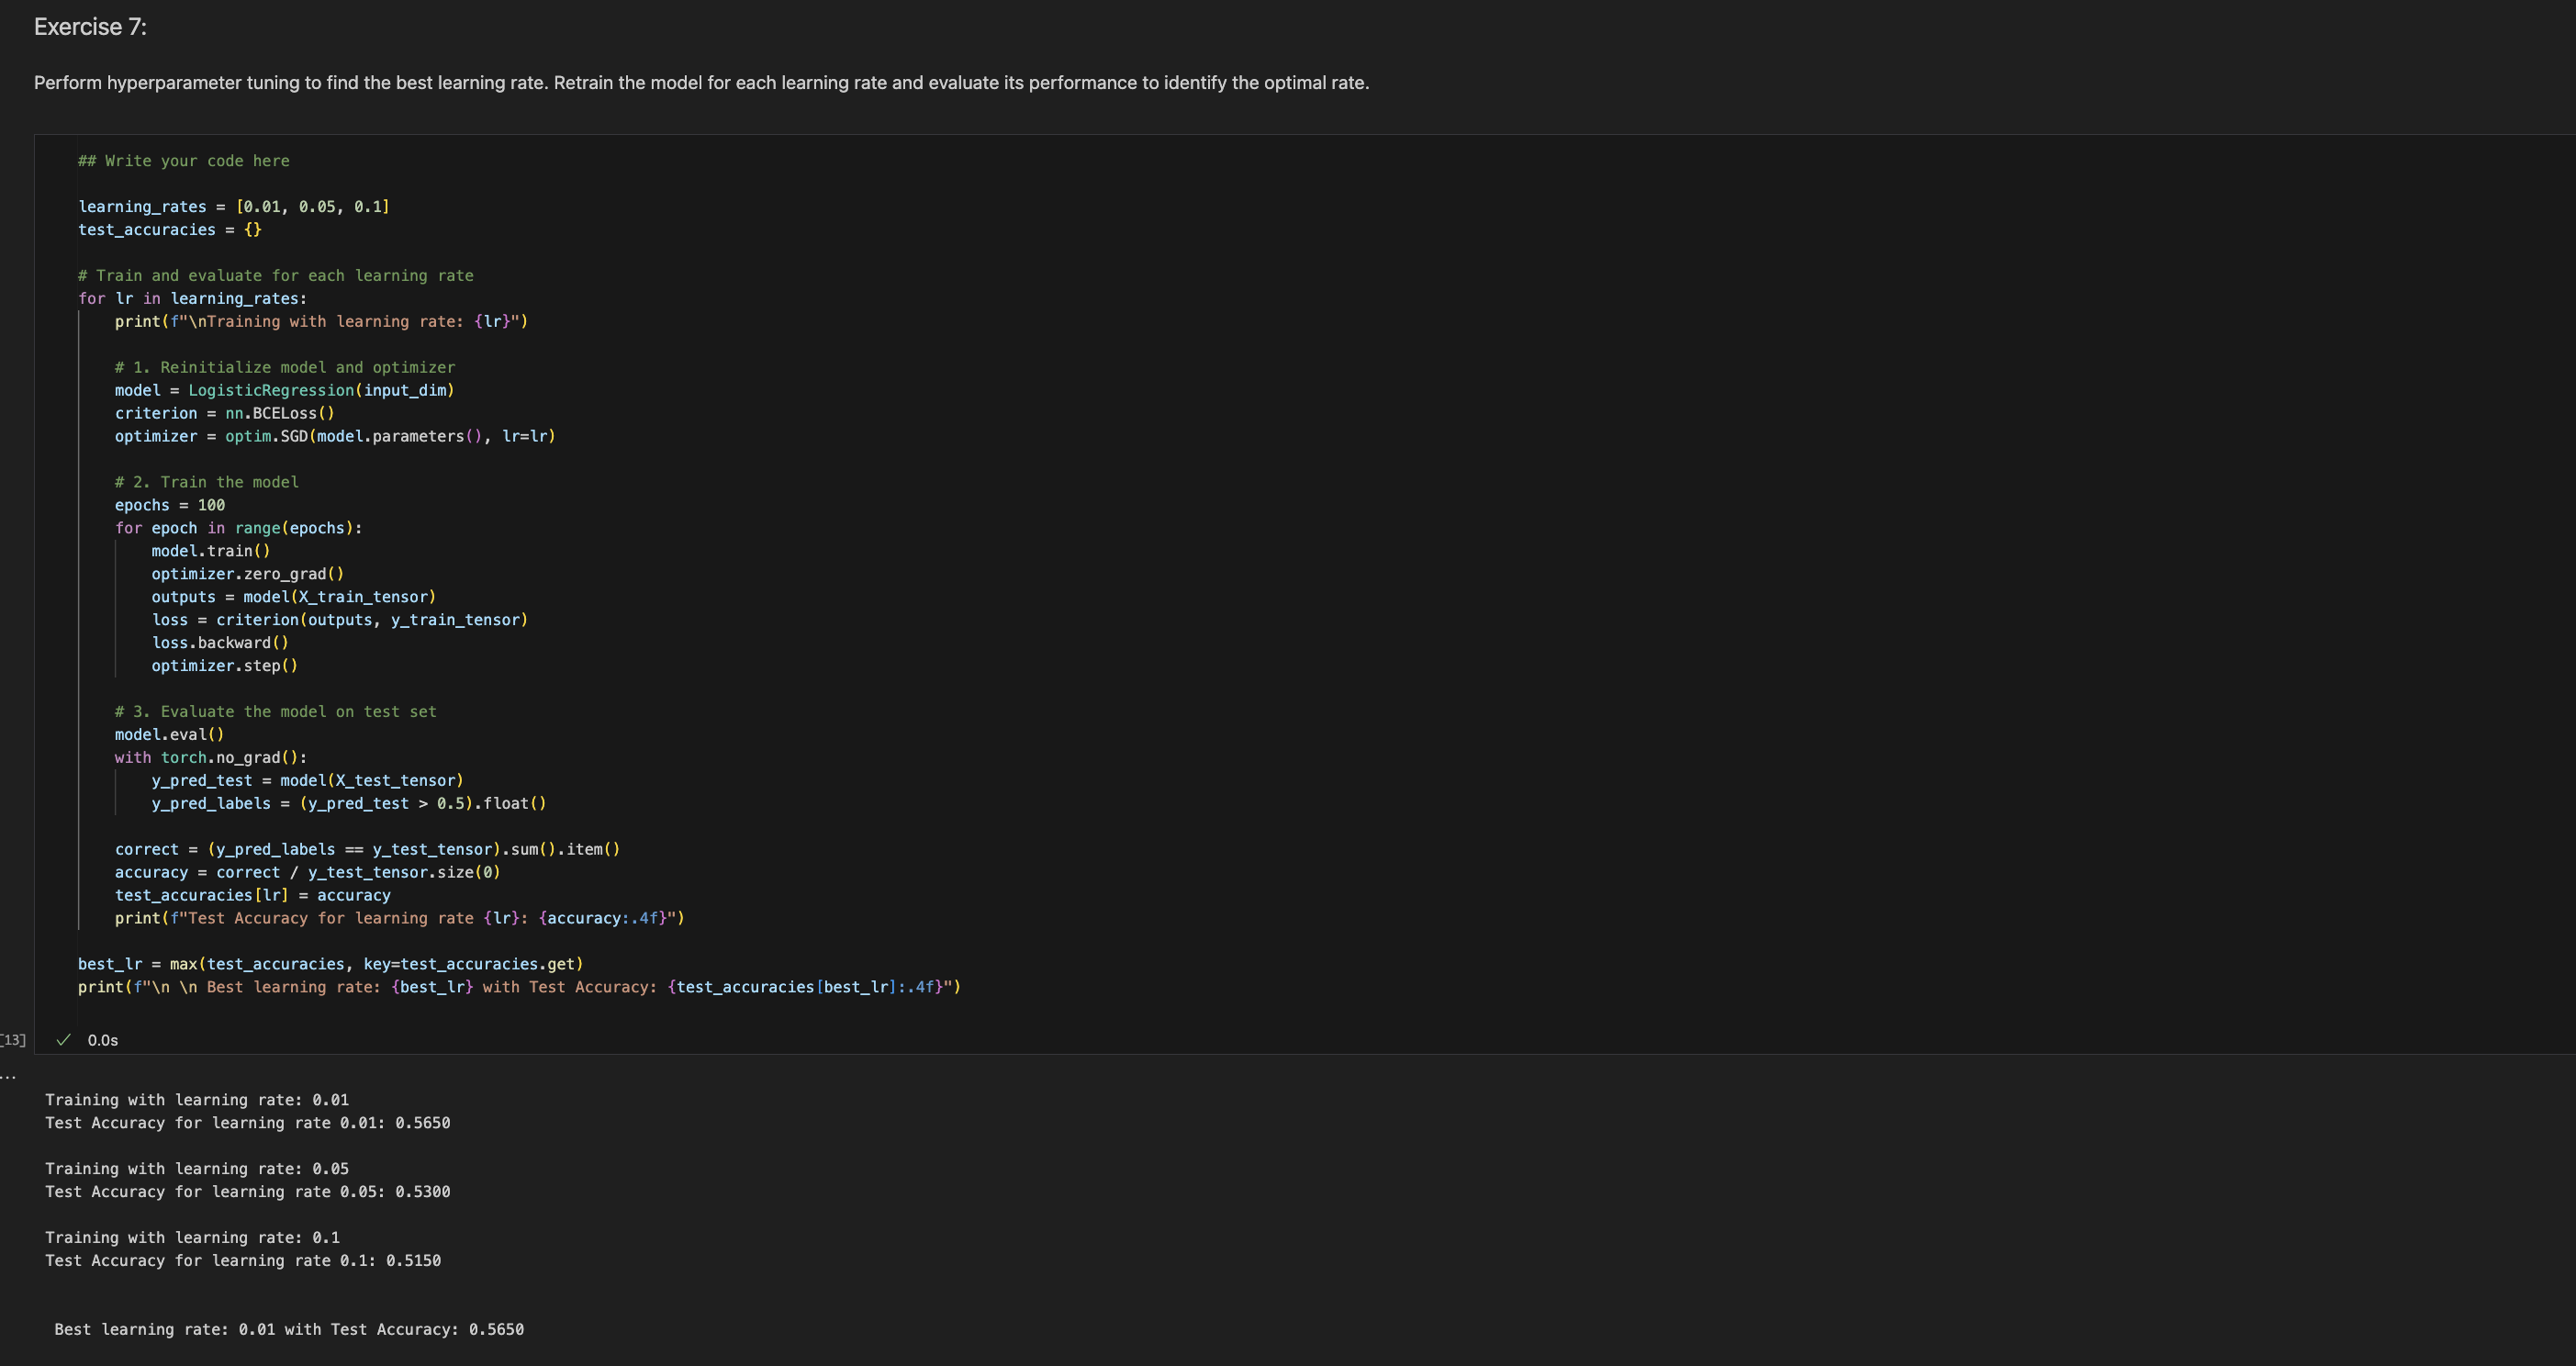 Exercise 7:
Perform hyperparameter tuning to find the best learning rate. Retrain the model for each learning rate and evaluate its performance to identify the optimal rate.
## Write your code here
learning_rates = [0.01, 0.05, 0.1]
test_accuracies = {}
# Train and evaluate for each learning rate
for lr in learning_rates:
    print(f"\nTraining with learning rate: {lr}")
    # 1. Reinitialize model and optimizer
    model = LogisticRegression(input_dim)
    criterion = nn.BCELoss()
    optimizer = optim.SGD(model.parameters(), lr=lr)
    # 2. Train the model
    epochs = 100
    for epoch in range(epochs):
        model.train()
        optimizer.zero_grad()
        outputs = model(X_train_tensor)
        loss = criterion(outputs, y_train_tensor)
        loss.backward()
        optimizer.step()
    # 3. Evaluate the model on test set
    model.eval()
    with torch.no_grad():
        y_pred_test = model(X_test_tensor)
        y_pred_labels = (y_pred_test > 0.5).float()
    correct = (y_pred_labels == y_test_tensor).sum().item()
    accuracy = correct / y_test_tensor.size(0)
    test_accuracies[lr] = accuracy
    print(f"Test Accuracy for learning rate {lr}: {accuracy:.4f}")
best_lr = max(test_accuracies, key=test_accuracies.get)
print(f"\n \n Best learning rate: {best_lr} with Test Accuracy: {test_accuracies[best_lr]:.4f}")
[13] ✓ 0.0s
...
Training with learning rate: 0.01
Test Accuracy for learning rate 0.01: 0.5650
Training with learning rate: 0.05
Test Accuracy for learning rate 0.05: 0.5300
Training with learning rate: 0.1
Test Accuracy for learning rate 0.1: 0.5150
Best learning rate: 0.01 with Test Accuracy: 0.5650